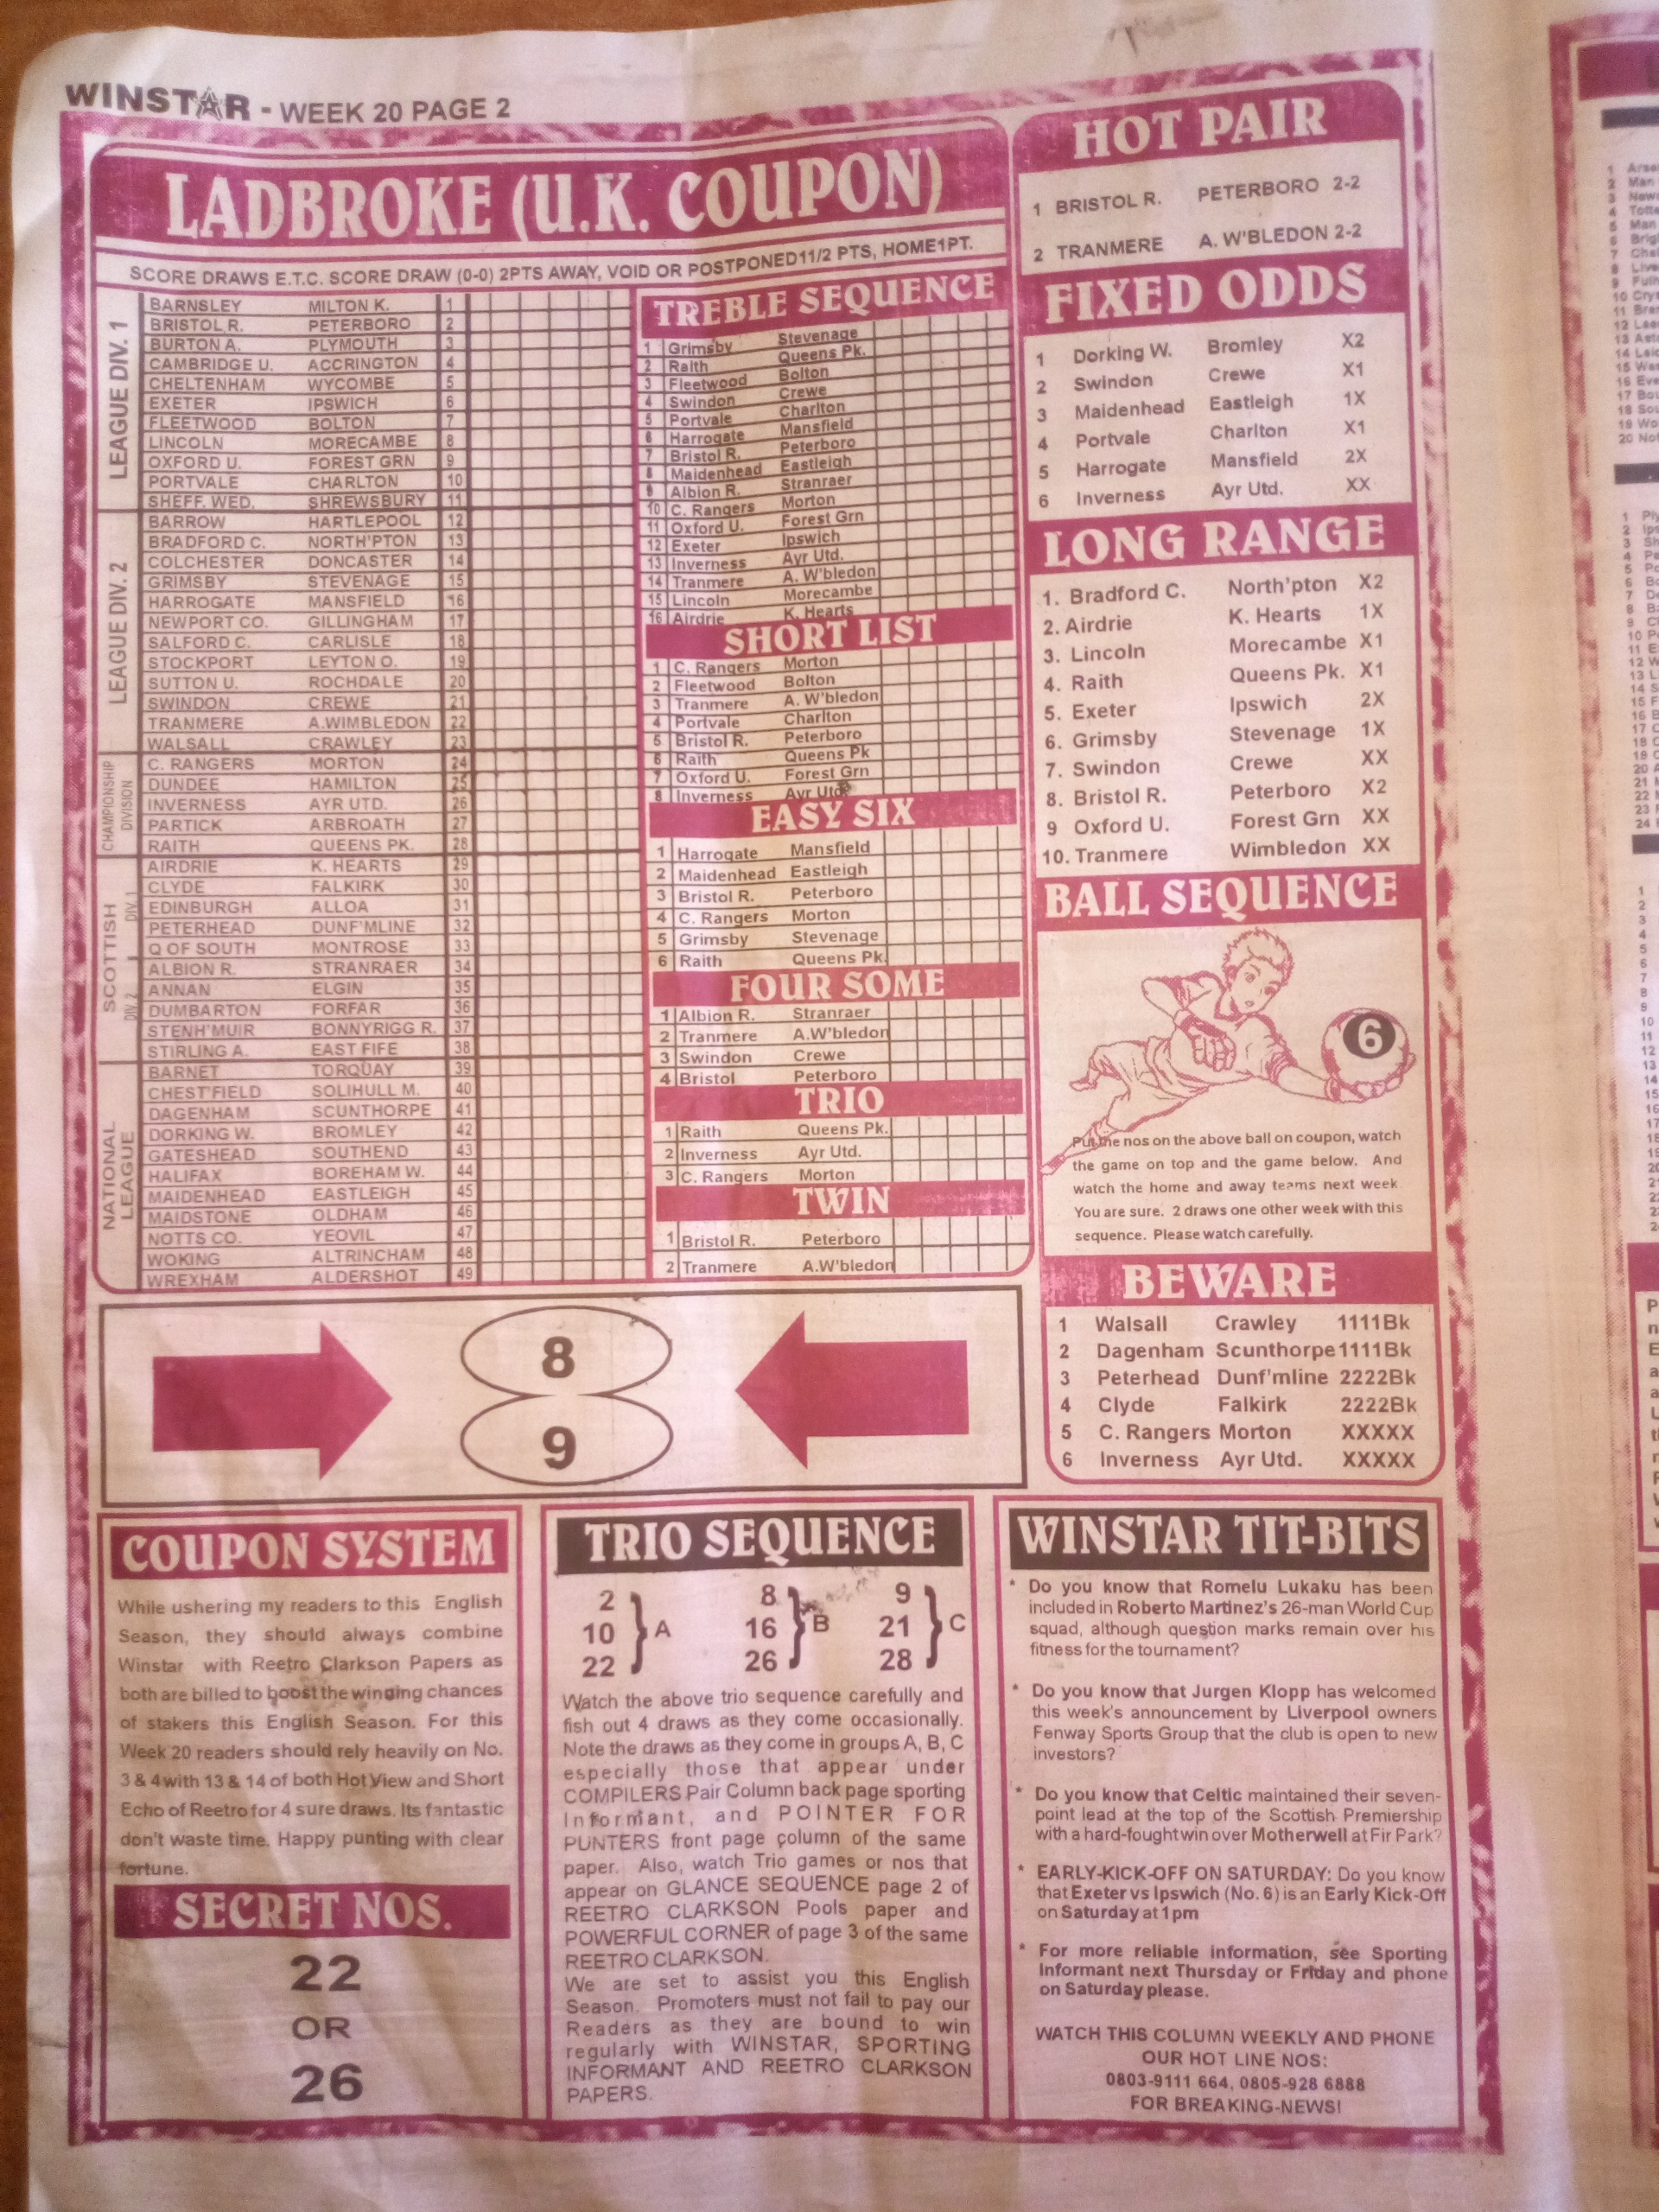 WINSTAR - WEEK 20 PAGE 2
LADBROKE (U.K. COUPON)
SCORE DRAWS E.T.C. SCORE DRAW (0-0) 2PTS AWAY, VOID OR POSTPONED11/2 PTS, HOME1PT.
LEAGUE DIV. 1
BARNSLEY MILTON K. 1
BRISTOL R. PETERBORO 2
BURTON A. PLYMOUTH 3
CAMBRIDGE U. ACCRINGTON 4
CHELTENHAM WYCOMBE 5
EXETER IPSWICH 6
FLEETWOOD BOLTON 7
LINCOLN MORECAMBE 8
OXFORD U. FOREST GRN 9
PORTVALE CHARLTON 10
SHEFF. WED. SHREWSBURY 11
LEAGUE DIV. 2
BARROW HARTLEPOOL 12
BRADFORD C. NORTH'PTON 13
COLCHESTER DONCASTER 14
GRIMSBY STEVENAGE 15
HARROGATE MANSFIELD 16
NEWPORT CO. GILLINGHAM 17
SALFORD C. CARLISLE 18
STOCKPORT LEYTON O. 19
SUTTON U. ROCHDALE 20
SWINDON CREWE 21
TRANMERE A.WIMBLEDON 22
WALSALL CRAWLEY 23
CHAMPIONSHIP DIVISION
C. RANGERS MORTON 24
DUNDEE HAMILTON 25
INVERNESS AYR UTD. 26
PARTICK ARBROATH 27
RAITH QUEENS PK. 28
SCOTTISH
DIV. 1
AIRDRIE K. HEARTS 29
CLYDE FALKIRK 30
EDINBURGH ALLOA 31
PETERHEAD DUNF'MLINE 32
Q OF SOUTH MONTROSE 33
DIV. 2
ALBION R. STRANRAER 34
ANNAN ELGIN 35
DUMBARTON FORFAR 36
STENH'MUIR BONNYRIGG R. 37
STIRLING A. EAST FIFE 38
NATIONAL LEAGUE
BARNET TORQUAY 39
CHEST'FIELD SOLIHULL M. 40
DAGENHAM SCUNTHORPE 41
DORKING W. BROMLEY 42
GATESHEAD SOUTHEND 43
HALIFAX BOREHAM W. 44
MAIDENHEAD EASTLEIGH 45
MAIDSTONE OLDHAM 46
NOTTS CO. YEOVIL 47
WOKING ALTRINCHAM 48
WREXHAM ALDERSHOT 49
TREBLE SEQUENCE
1 Grimsby Stevenage
2 Raith Queens Pk.
3 Fleetwood Bolton
4 Swindon Crewe
5 Portvale Charlton
6 Harrogate Mansfield
7 Bristol R. Peterboro
8 Maidenhead Eastleigh
9 Albion R. Stranraer
10 C. Rangers Morton
11 Oxford U. Forest Grn
12 Exeter Ipswich
13 Inverness Ayr Utd.
14 Tranmere A. W'bledon
15 Lincoln Morecambe
16 Airdrie K. Hearts
SHORT LIST
1 C. Rangers Morton
2 Fleetwood Bolton
3 Tranmere A. W'bledon
4 Portvale Charlton
5 Bristol R. Peterboro
6 Raith Queens Pk
7 Oxford U. Forest Grn
8 Inverness Ayr Utd.
EASY SIX
1 Harrogate Mansfield
2 Maidenhead Eastleigh
3 Bristol R. Peterboro
4 C. Rangers Morton
5 Grimsby Stevenage
6 Raith Queens Pk.
FOUR SOME
1 Albion R. Stranraer
2 Tranmere A.W'bledon
3 Swindon Crewe
4 Bristol Peterboro
TRIO
1 Raith Queens Pk.
2 Inverness Ayr Utd.
3 C. Rangers Morton
TWIN
1 Bristol R. Peterboro
2 Tranmere A.W'bledon
HOT PAIR
1 BRISTOL R. PETERBORO 2-2
2 TRANMERE A. W'BLEDON 2-2
FIXED ODDS
1 Dorking W. Bromley X2
2 Swindon Crewe X1
3 Maidenhead Eastleigh 1X
4 Portvale Charlton X1
5 Harrogate Mansfield 2X
6 Inverness Ayr Utd. XX
LONG RANGE
1. Bradford C. North'pton X2
2. Airdrie K. Hearts 1X
3. Lincoln Morecambe X1
4. Raith Queens Pk. X1
5. Exeter Ipswich 2X
6. Grimsby Stevenage 1X
7. Swindon Crewe XX
8. Bristol R. Peterboro X2
9 Oxford U. Forest Grn XX
10. Tranmere Wimbledon XX
BALL SEQUENCE
6
Put the nos on the above ball on coupon, watch
the game on top and the game below. And
watch the home and away teams next week
You are sure. 2 draws one other week with this
sequence. Please watch carefully.
BEWARE
1 Walsall Crawley 1111Bk
2 Dagenham Scunthorpe 1111Bk
3 Peterhead Dunf'mline 2222Bk
4 Clyde Falkirk 2222Bk
5 C. Rangers Morton XXXXX
6 Inverness Ayr Utd. XXXXX
8
9
COUPON SYSTEM
While ushering my readers to this English
Season, they should always combine
Winstar with Reetro Clarkson Papers as
both are billed to boost the winging chances
of stakers this English Season. For this
Week 20 readers should rely heavily on No.
3 & 4 with 13 & 14 of both Hot View and Short
Echo of Reetro for 4 sure draws. Its fantastic
don't waste time. Happy punting with clear
fortune.
SECRET NOS.
22
OR
26
TRIO SEQUENCE
2 8 9
10 A 16 B 21 C
22 26 28
Watch the above trio sequence carefully and
fish out 4 draws as they come occasionally.
Note the draws as they come in groups A, B, C
especially those that appear under
COMPILERS Pair Column back page sporting
Informant, and POINTER FOR
PUNTERS front page column of the same
paper. Also, watch Trio games or nos that
appear on GLANCE SEQUENCE page 2 of
REETRO CLARKSON Pools paper and
POWERFUL CORNER of page 3 of the same
REETRO CLARKSON.
We are set to assist you this English
Season. Promoters must not fail to pay our
Readers as they are bound to win
regularly with WINSTAR, SPORTING
INFORMANT AND REETRO CLARKSON
PAPERS.
WINSTAR TIT-BITS
* Do you know that Romelu Lukaku has been
included in Roberto Martinez's 26-man World Cup
squad, although question marks remain over his
fitness for the tournament?
* Do you know that Jurgen Klopp has welcomed
this week's announcement by Liverpool owners
Fenway Sports Group that the club is open to new
investors?
* Do you know that Celtic maintained their seven-
point lead at the top of the Scottish Premiership
with a hard-fought win over Motherwell at Fir Park?
* EARLY-KICK-OFF ON SATURDAY: Do you know
that Exeter vs Ipswich (No. 6) is an Early Kick-Off
on Saturday at 1pm
* For more reliable information, see Sporting
Informant next Thursday or Friday and phone
on Saturday please.
WATCH THIS COLUMN WEEKLY AND PHONE
OUR HOT LINE NOS:
0803-9111 664, 0805-928 6888
FOR BREAKING-NEWS!